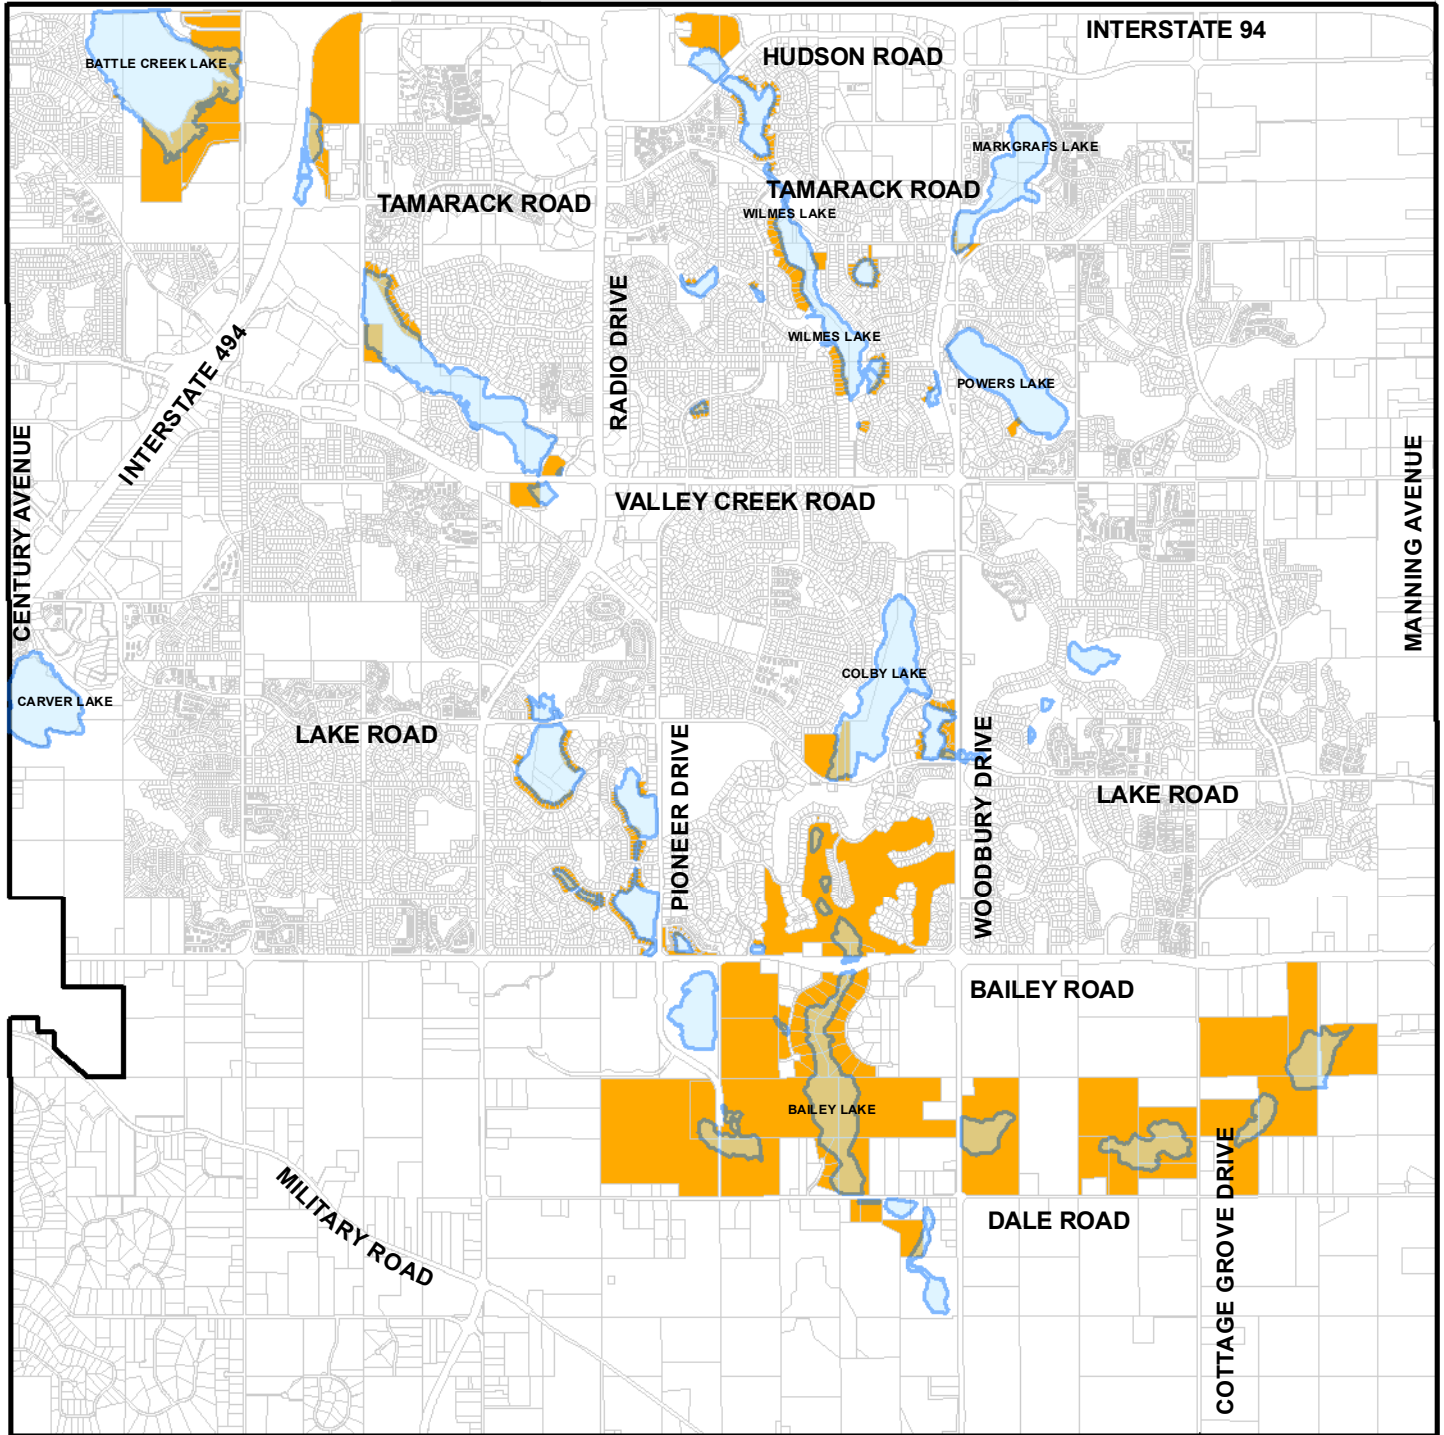 INTERSTATE 94
HUDSON ROAD
BATTLE CREEK LAKE
MARKGRAFS LAKE
TAMARACK ROAD
TAMARACK ROAD
WILMES LAKE
RADIO DRIVE
WILMES LAKE
INTERSTATE 494
POWERS LAKE
CENTURY AVENUE
MANNING AVENUE
VALLEY CREEK ROAD
COLBY LAKE
CARVER LAKE
LAKE ROAD
PIONEER DRIVE
WOODBURY DRIVE
LAKE ROAD
BAILEY ROAD
BAILEY LAKE
MILITARY ROAD
DALE ROAD
COTTAGE GROVE DRIVE